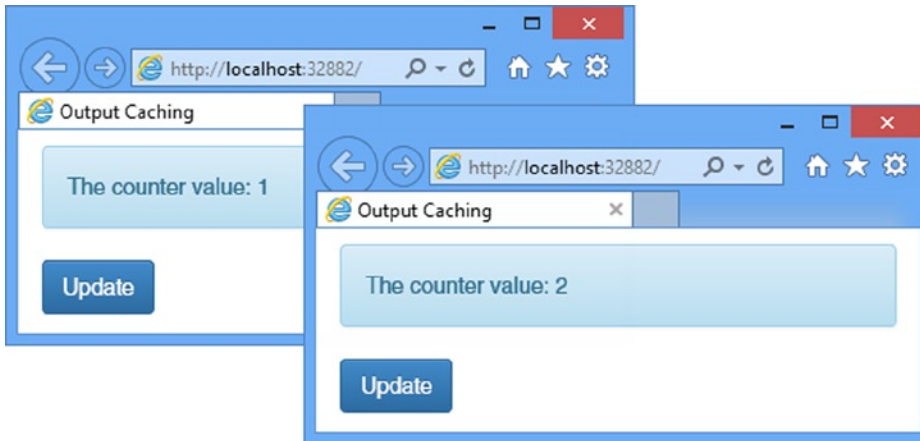 http://localhost:32882/
Output Caching
The counter value: 1
Update
http://localhost:32882/
Output Caching
The counter value: 2
Update